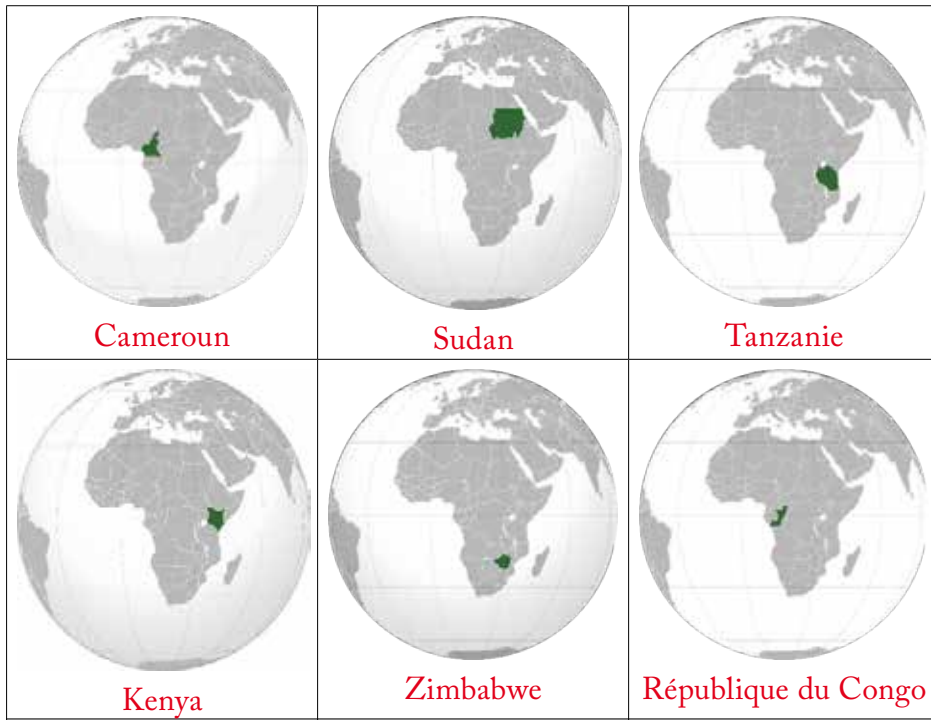 Cameroun
Sudan
Tanzanie
Kenya
Zimbabwe
République du Congo